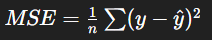 MSE = \frac{1}{n} \sum (y - \hat{y})^2